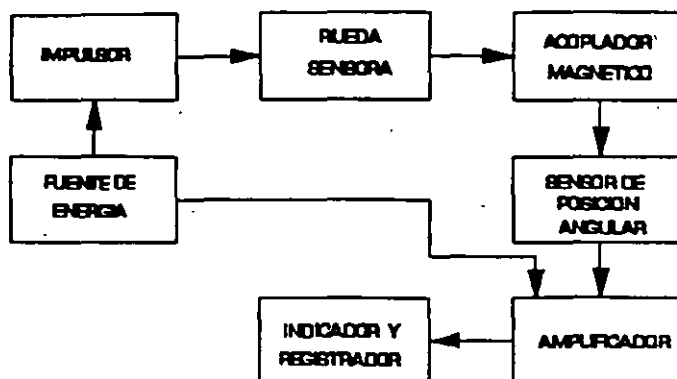 IMPULSOR
RUEDA
SENSORA
ACOPLADOR
MAGNETICO
FUENTE DE
ENERGIA
SENSOR DE
POSICION
ANGULAR
INDICADOR Y
REGISTRADOR
AMPLIFICADOR